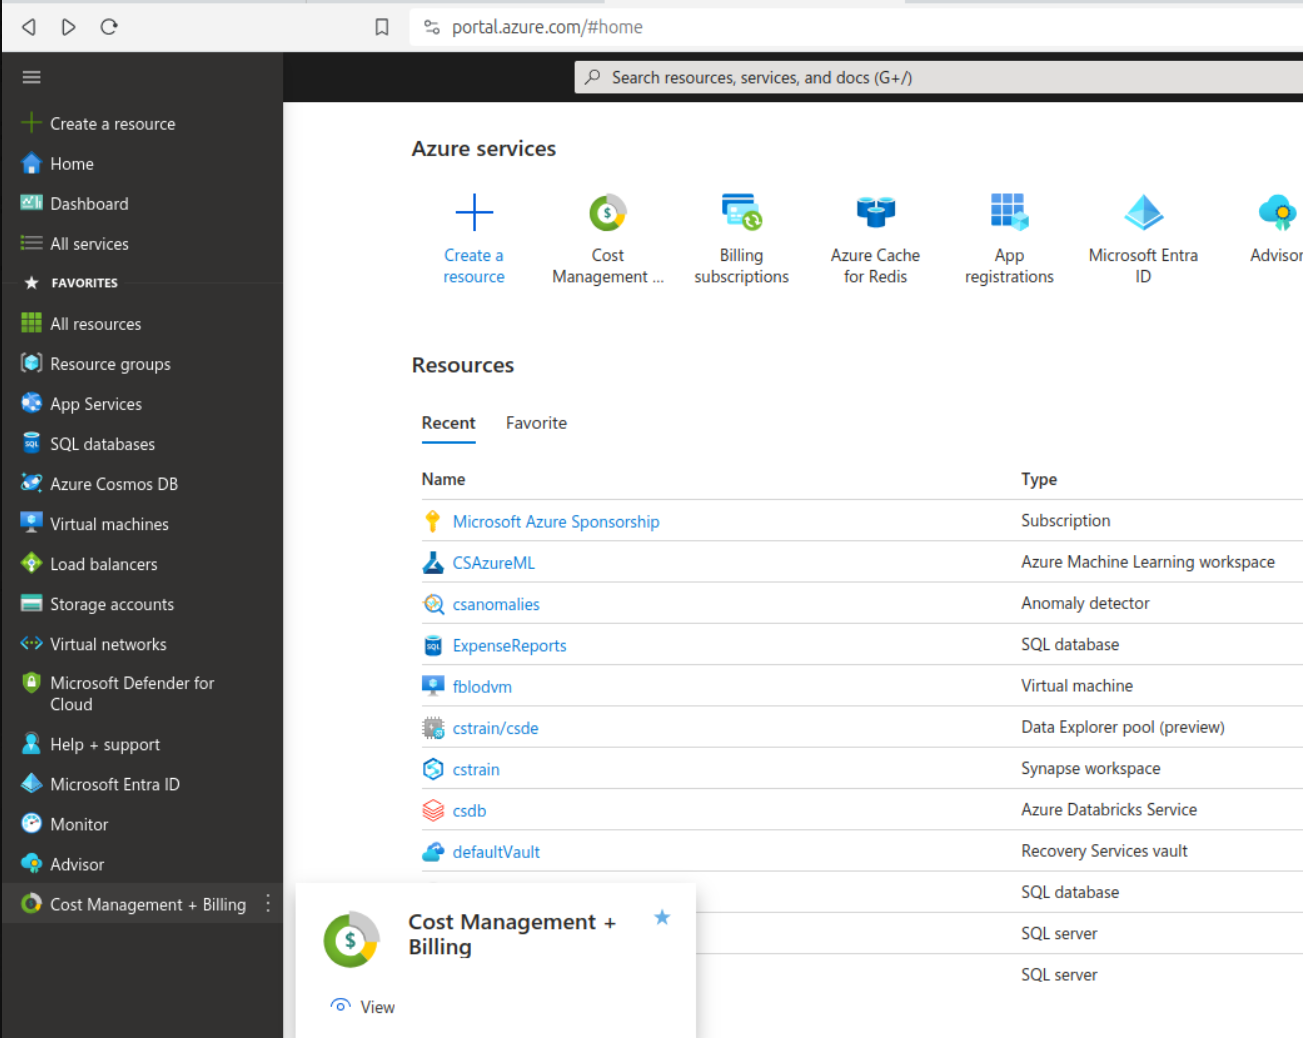 portal.azure.com/#home
Search resources, services, and docs (G+/)
Create a resource
Home
Dashboard
All services
FAVORITES
All resources
Resource groups
App Services
SQL databases
Azure Cosmos DB
Virtual machines
Load balancers
Storage accounts
Virtual networks
Microsoft Defender for
Cloud
Help + support
Microsoft Entra ID
Monitor
Advisor
Cost Management + Billing
Azure services
Create a
resource
Cost
Management ...
Billing
subscriptions
Azure Cache
for Redis
App
registrations
Microsoft Entra
ID
Advisor
Resources
Recent Favorite
Name Type
Microsoft Azure Sponsorship Subscription
CSAzureML Azure Machine Learning workspace
csanomalies Anomaly detector
SQL ExpenseReports SQL database
fblodvm Virtual machine
cstrain/csde Data Explorer pool (preview)
cstrain Synapse workspace
csdb Azure Databricks Service
defaultVault Recovery Services vault
SQL database
SQL server
SQL server
$ Cost Management +
Billing
View